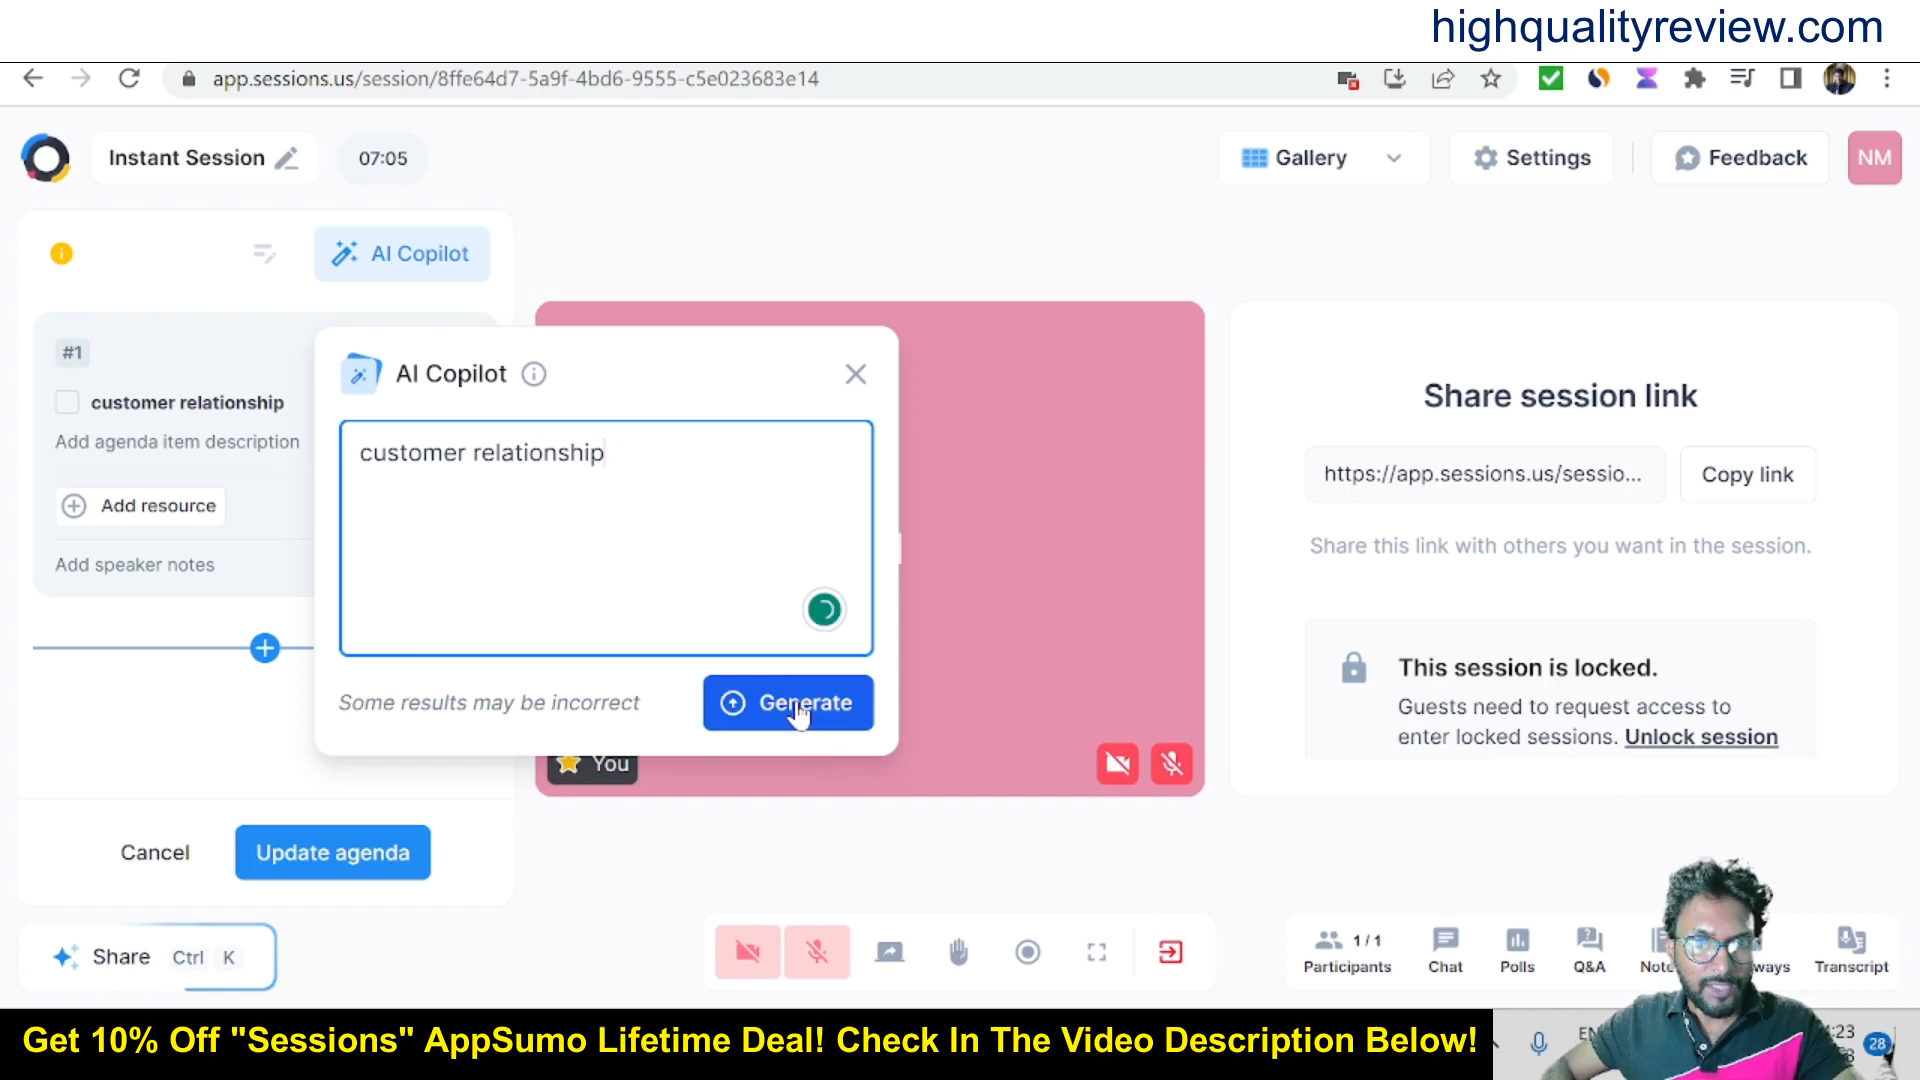 highqualityreview.com
app.sessions.us/session/8ffe64d7-5a9f-4bd6-9555-c5e023683e14
Instant Session
07:05
Gallery
Settings
Feedback
NM
AI Copilot
#1
customer relationship
Add agenda item description
Add resource
Add speaker notes
Cancel
Update agenda
AI Copilot
customer relationship
Some results may be incorrect
Generate
You
Share session link
https://app.sessions.us/sessio...
Copy link
Share this link with others you want in the session.
This session is locked.
Guests need to request access to
enter locked sessions. Unlock session
Share Ctrl K
1/1
Participants
Chat
Polls
Q&A
Transcript
Get 10% Off "Sessions" AppSumo Lifetime Deal! Check In The Video Description Below!
28